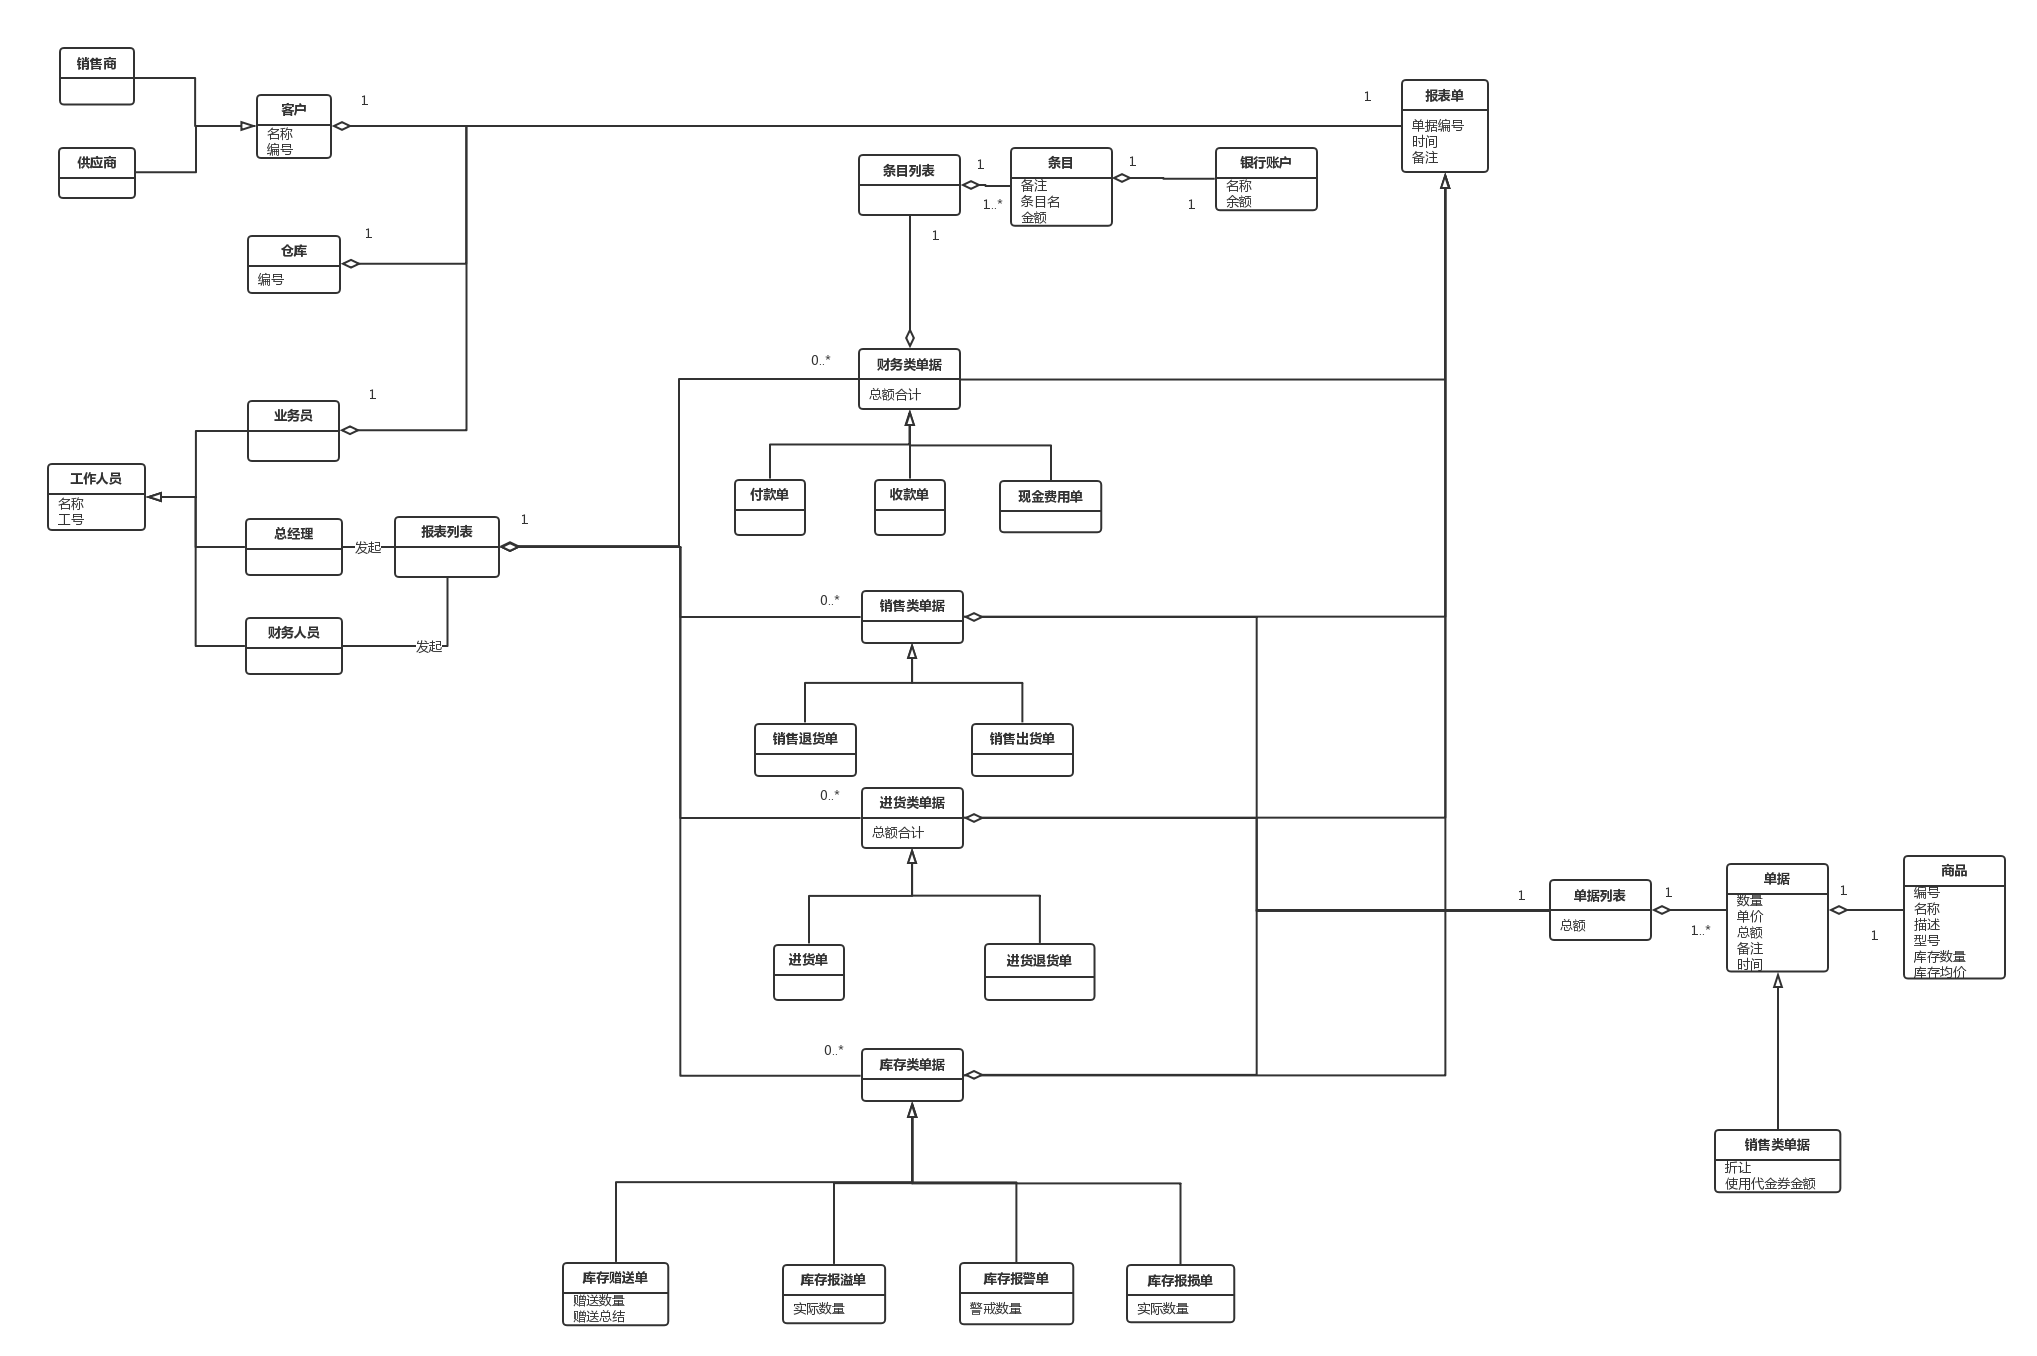 销售商
客户
名称
编号
1
供应商
仓库
编号
1
业务员
1
工作人员
名称
工号
总经理
发起
报表列表
1
财务人员
发起
1
报表单
单据编号
时间
备注
条目列表
1
1..*
条目
备注
条目名
金额
1
1
银行账户
名称
余额
1
0..*
财务类单据
总额合计
付款单
收款单
现金费用单
0..*
销售类单据
销售退货单
销售出货单
0..*
进货类单据
总额合计
进货单
进货退货单
0..*
库存类单据
库存赠送单
赠送数量
赠送总结
库存报溢单
实际数量
库存报警单
警戒数量
库存报损单
实际数量
1
单据列表
总额
1
1..*
单据
数量
单价
总额
备注
时间
1
1
商品
编号
名称
描述
型号
库存数量
库存均价
销售类单据
折让
使用代金券金额